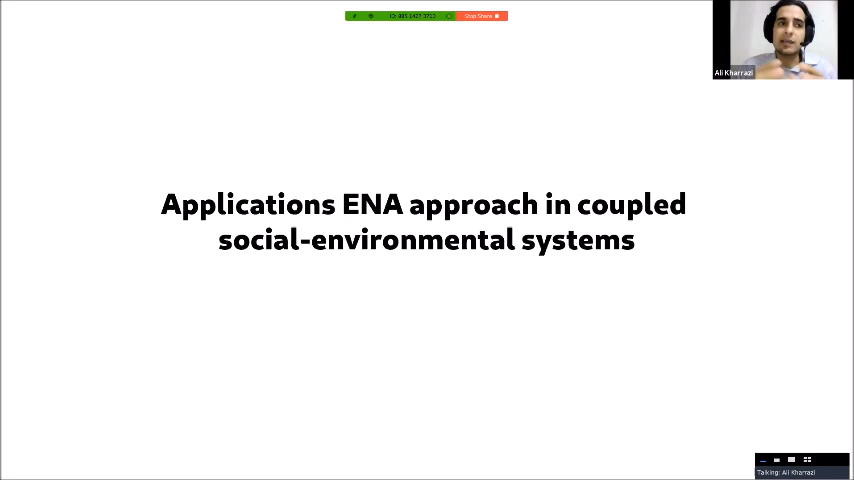 Stop Share
Ali Kharrazi
Applications ENA approach in coupled
social-environmental systems
Talking: Ali Kharrazi